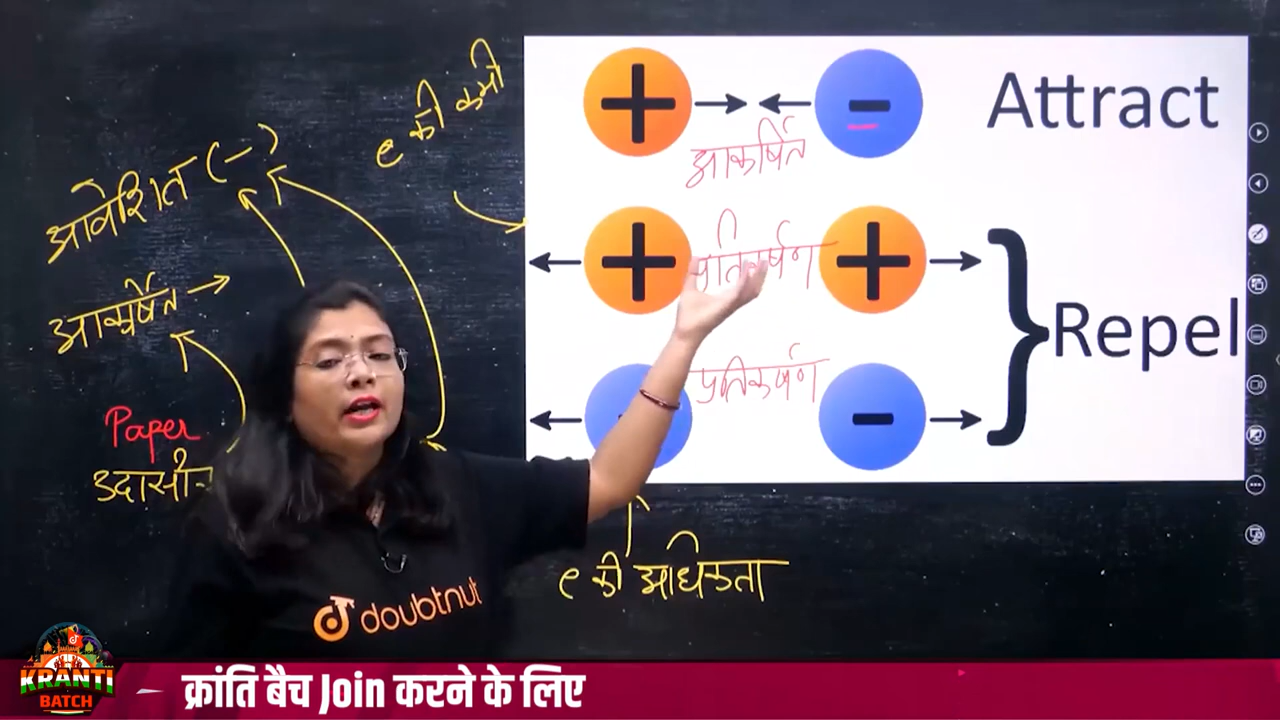 e की कमी
आवेशित (-)
आकर्षित →
Paper
उदासीन
+ → ← - Attract
आकर्षित
← + प्रतिकर्षण + →
} Repel
← प्रतिकर्षण - →
e की अधिकता
doubtnut
KRANTI
BATCH
क्रांति बैच Join करने के लिए